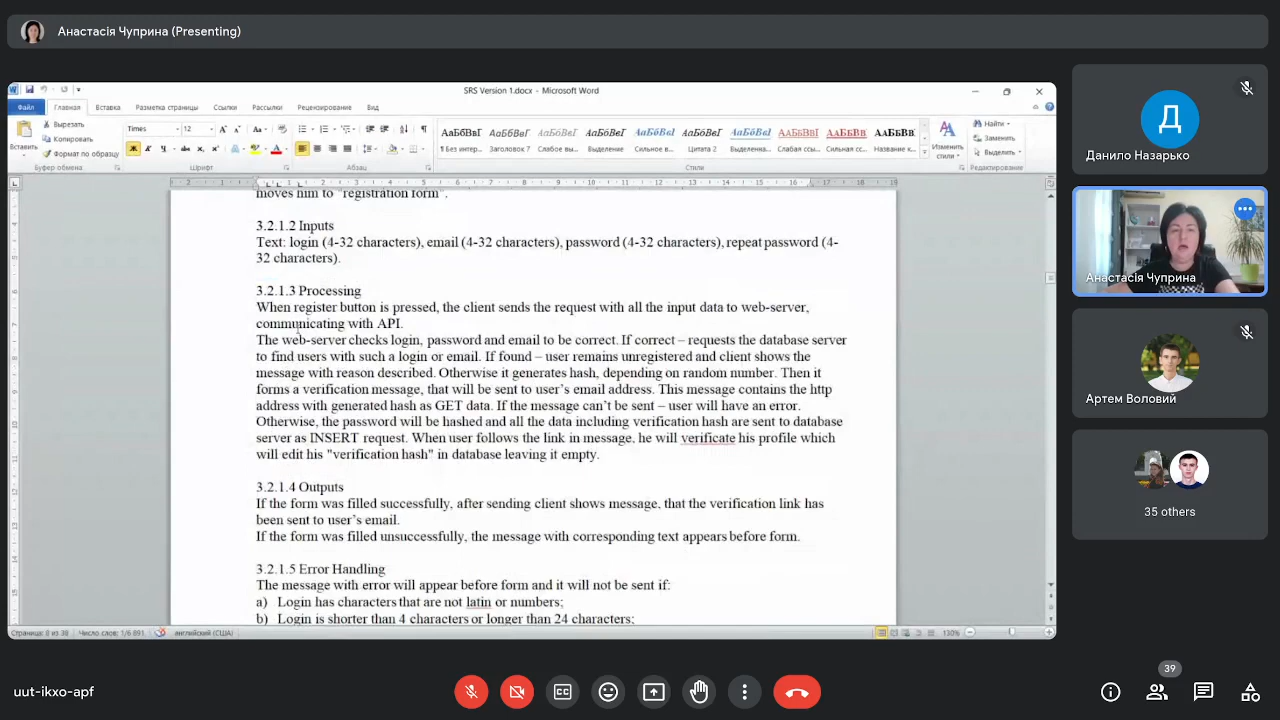 Анастасія Чуприна (Presenting)
SRS Version 1.docx - Microsoft Word
Файл Главная Вставка Разметка страницы Ссылки Рассылки Рецензирование Вид
Вставить
Вырезать
Копировать
Формат по образцу
Буфер обмена
Times 12
Шрифт
Абзац
АаБбВвІ АаБбВвГ АаБбВвГ АаБбВвГ АаБбВвГ АаБбВвГ АаБбВвГ АаБбВвІ АаБбВв АаБбВв
¶ Без интер... Заголовок 7 Слабое вы... Выделение Сильное в... Цитата 2 Выделенна... Слабая ссы... Сильная сс... Название к...
Стили
Изменить
стили
Найти
Заменить
Выделить
Редактирование
moves him to "registration form".
3.2.1.2 Inputs
Text: login (4-32 characters), email (4-32 characters), password (4-32 characters), repeat password (4-
32 characters).
3.2.1.3 Processing
When register button is pressed, the client sends the request with all the input data to web-server,
communicating with API.
The web-server checks login, password and email to be correct. If correct – requests the database server
to find users with such a login or email. If found – user remains unregistered and client shows the
message with reason described. Otherwise it generates hash, depending on random number. Then it
forms a verification message, that will be sent to user’s email address. This message contains the http
address with generated hash as GET data. If the message can’t be sent – user will have an error.
Otherwise, the password will be hashed and all the data including verification hash are sent to database
server as INSERT request. When user follows the link in message, he will verificate his profile which
will edit his "verification hash" in database leaving it empty.
3.2.1.4 Outputs
If the form was filled successfully, after sending client shows message, that the verification link has
been sent to user’s email.
If the form was filled unsuccessfully, the message with corresponding text appears before form.
3.2.1.5 Error Handling
The message with error will appear before form and it will not be sent if:
a) Login has characters that are not latin or numbers;
b) Login is shorter than 4 characters or longer than 24 characters;
Страница: 8 из 38 Число слов: 1/6 891 английский (США) 130%
Д
Данило Назаренко
Анастасія Чуприна
Артем Воловий
35 others
uut-ikxo-apf
39